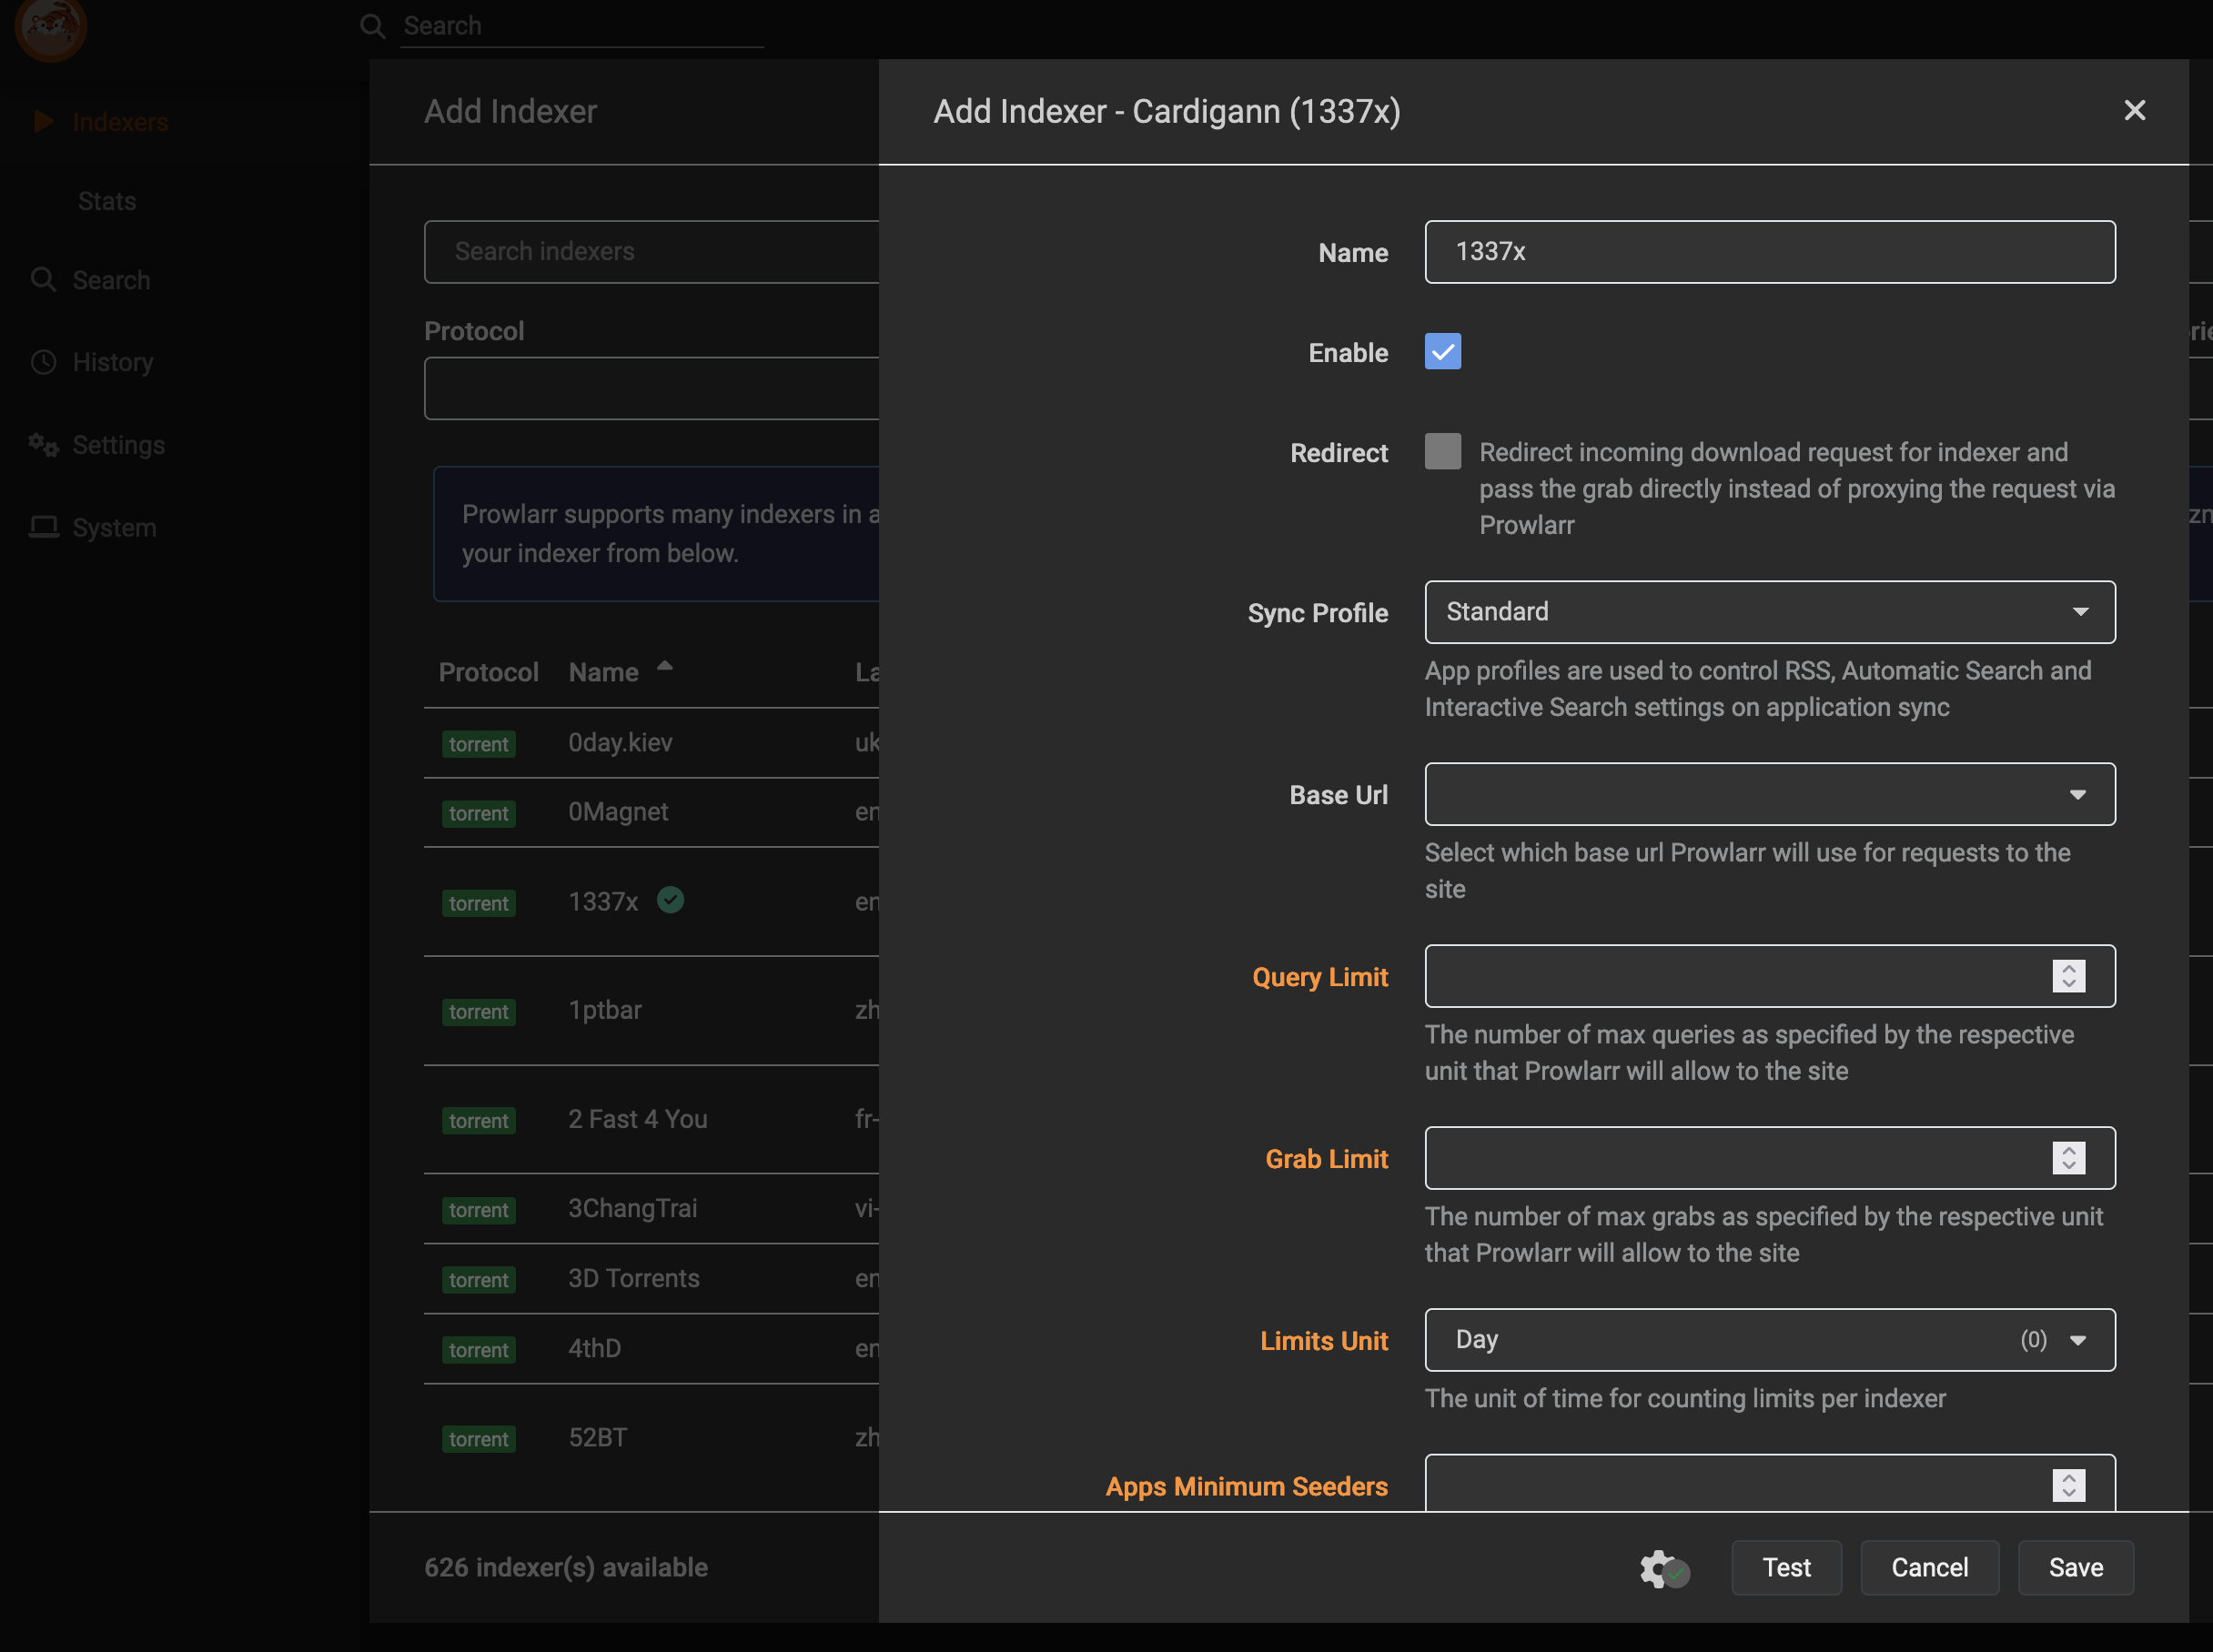 Search
Indexers
Stats
Search
History
Settings
System
Add Indexer
Search indexers
Protocol
Prowlarr supports many indexers in a
your indexer from below.
Protocol Name La
torrent 0day.kiev uk
torrent 0Magnet en
torrent 1337x en
torrent 1ptbar zh
torrent 2 Fast 4 You fr-
torrent 3ChangTrai vi-
torrent 3D Torrents en
torrent 4thD en
torrent 52BT zh
626 indexer(s) available
Add Indexer - Cardigann (1337x)
Name 1337x
Enable
Redirect Redirect incoming download request for indexer and
pass the grab directly instead of proxying the request via
Prowlarr
Sync Profile Standard
App profiles are used to control RSS, Automatic Search and
Interactive Search settings on application sync
Base Url
Select which base url Prowlarr will use for requests to the
site
Query Limit
The number of max queries as specified by the respective
unit that Prowlarr will allow to the site
Grab Limit
The number of max grabs as specified by the respective unit
that Prowlarr will allow to the site
Limits Unit Day (0)
The unit of time for counting limits per indexer
Apps Minimum Seeders
Test Cancel Save